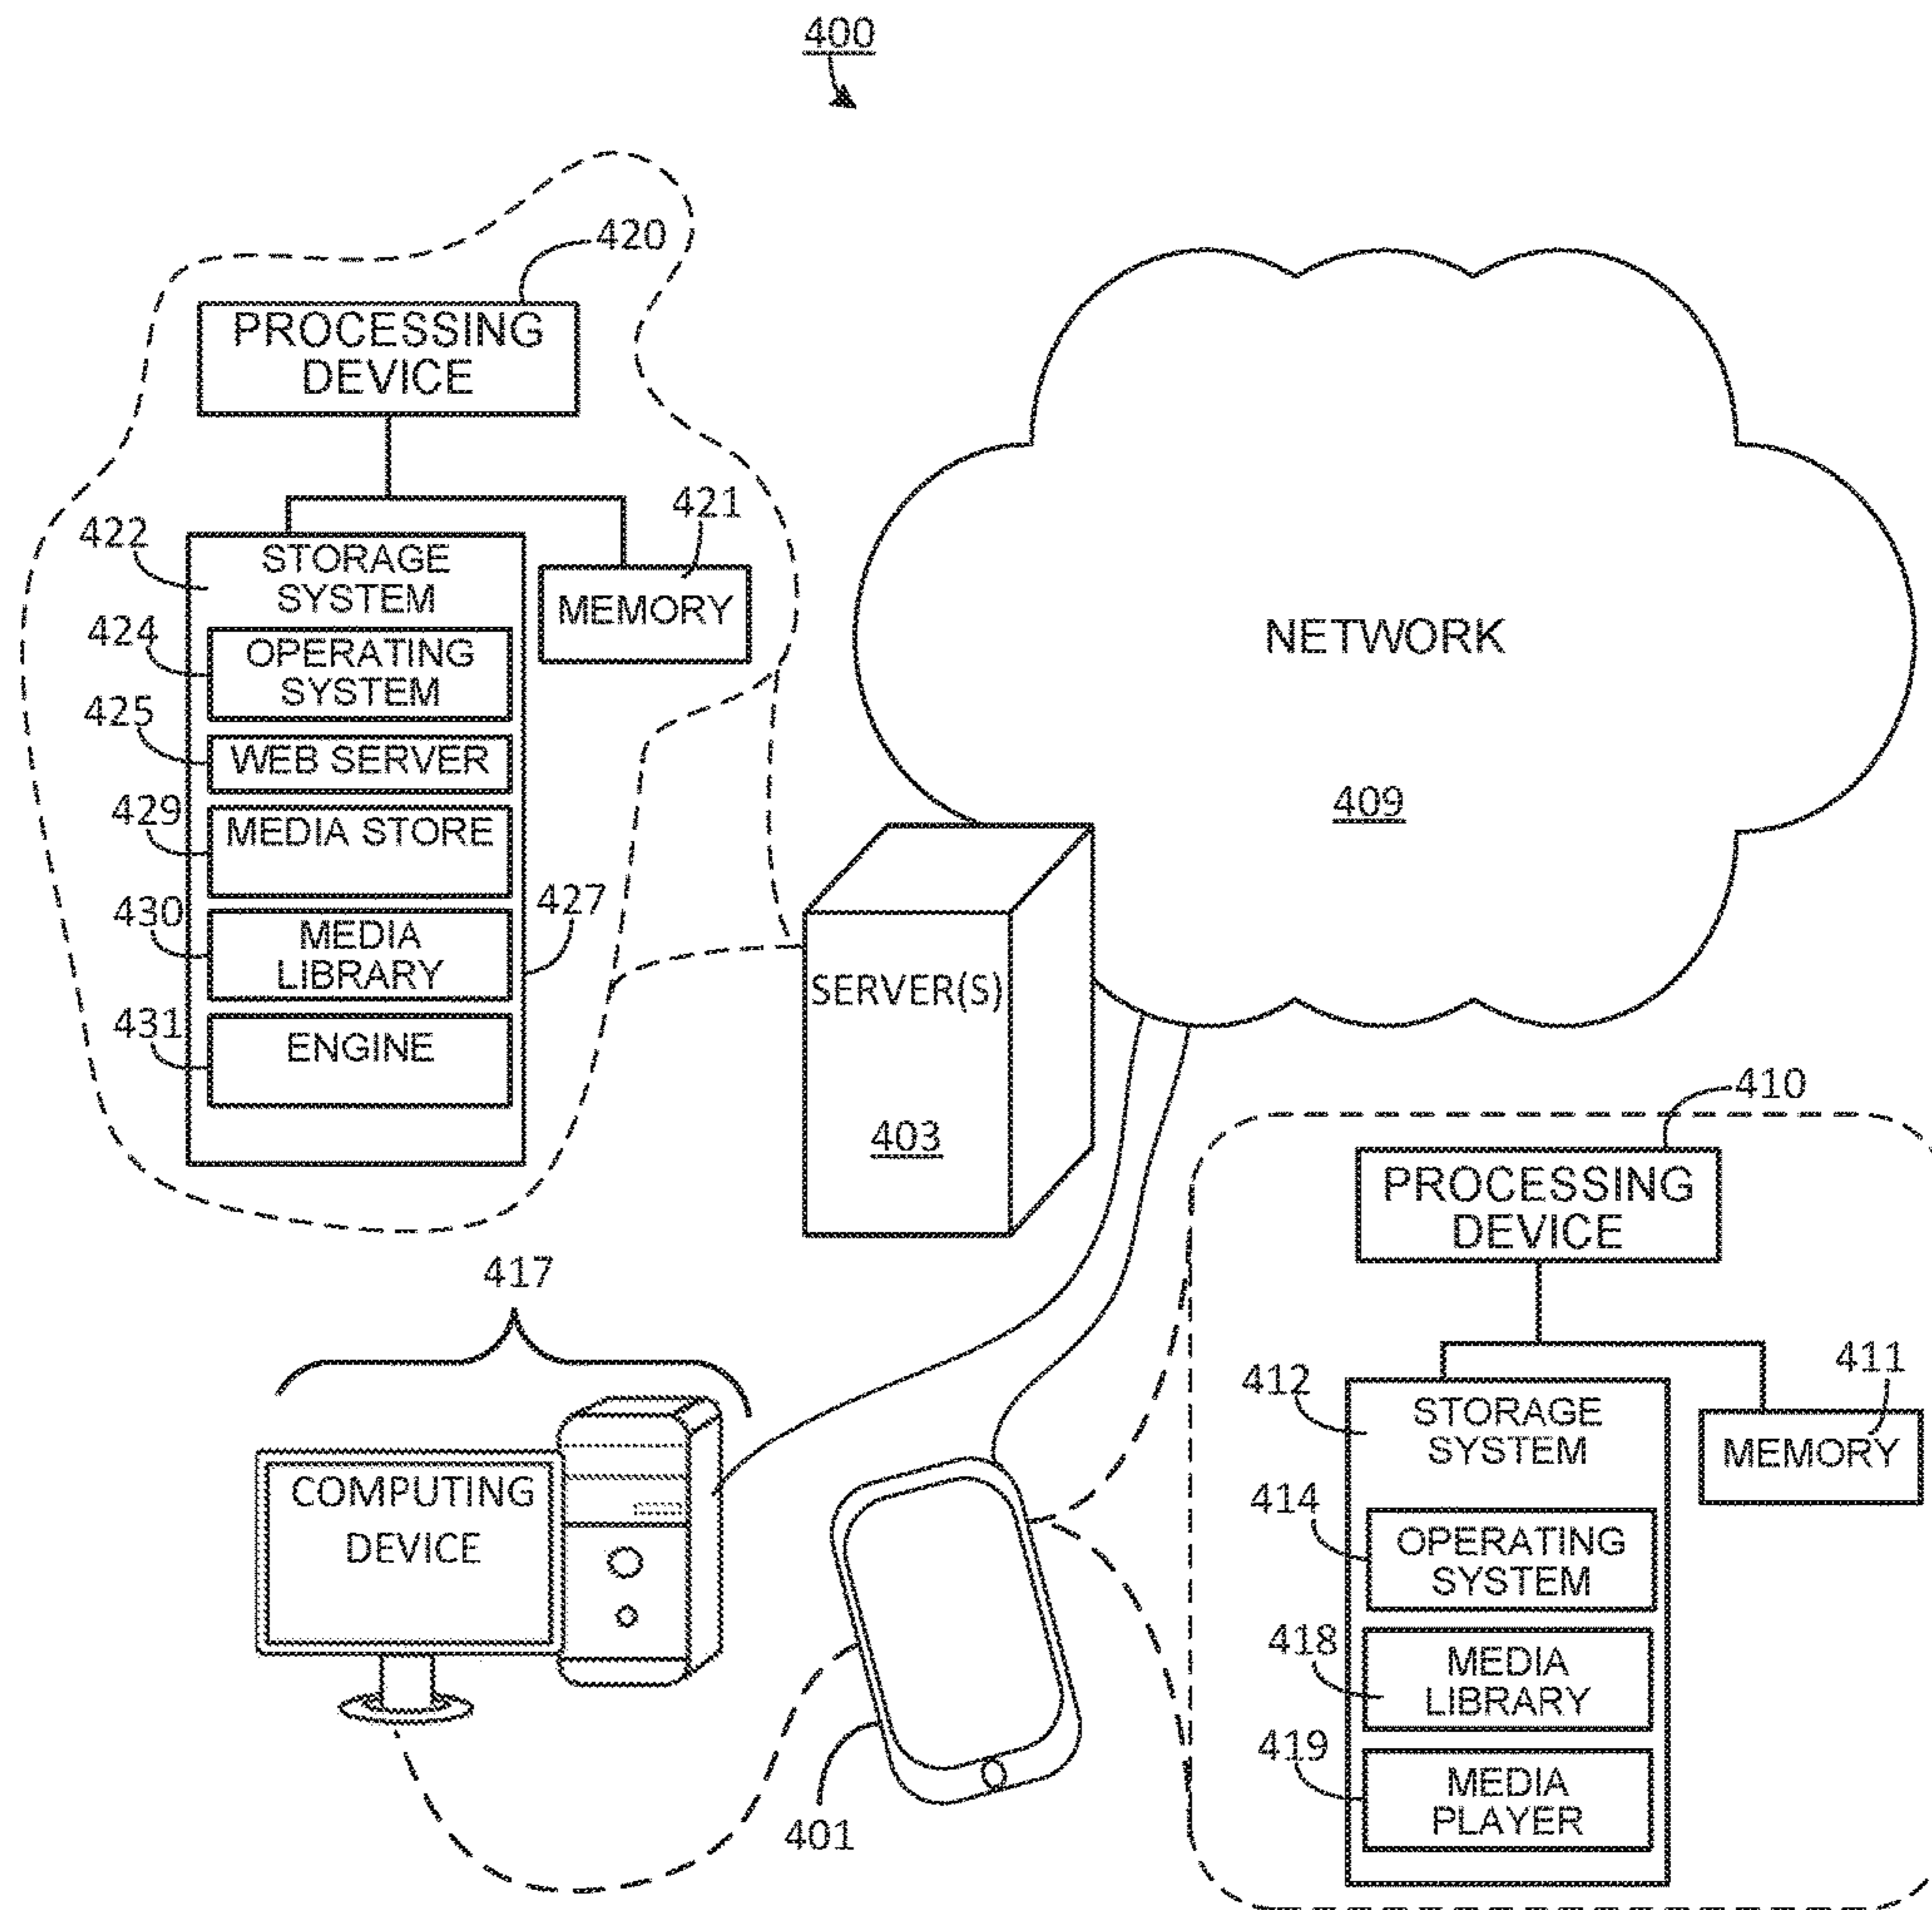 400
420
PROCESSING
DEVICE
421
422
STORAGE
SYSTEM
MEMORY
424
OPERATING
SYSTEM
425
WEB SERVER
429
MEDIA STORE
430
427
MEDIA
LIBRARY
431
ENGINE
NETWORK
409
SERVER(S)
403
410
PROCESSING
DEVICE
411
412
STORAGE
SYSTEM
MEMORY
414
OPERATING
SYSTEM
418
MEDIA
LIBRARY
419
MEDIA
PLAYER
417
COMPUTING
DEVICE
401